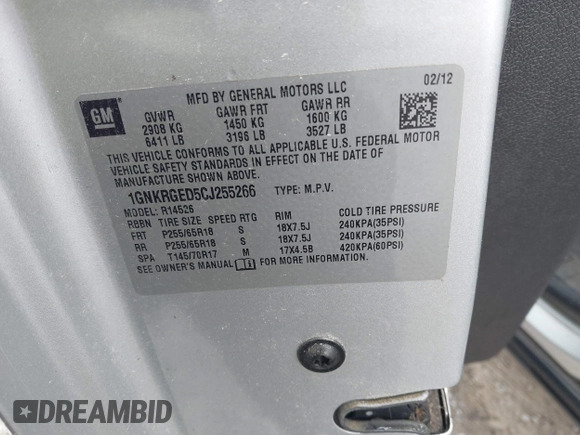 MFD BY GENERAL MOTORS LLC 02/12
GM
GVWR GAWR FRT GAWR RR
2908 KG 1450 KG 1600 KG
6411 LB 3196 LB 3527 LB
THIS VEHICLE CONFORMS TO ALL APPLICABLE U.S. FEDERAL MOTOR
VEHICLE SAFETY STANDARDS IN EFFECT ON THE DATE OF
MANUFACTURE SHOWN ABOVE.
1GNKRGED5CJ255266 TYPE: M.P.V.
MODEL: R14526
RBBN TIRE SIZE SPEED RTG RIM COLD TIRE PRESSURE
FRT P255/65R18 S 18X7.5J 240KPA(35PSI)
RR P255/65R18 S 18X7.5J 240KPA(35PSI)
SPA T145/70R17 M 17X4.5B 420KPA(60PSI)
SEE OWNER'S MANUAL FOR MORE INFORMATION.
DREAMBID